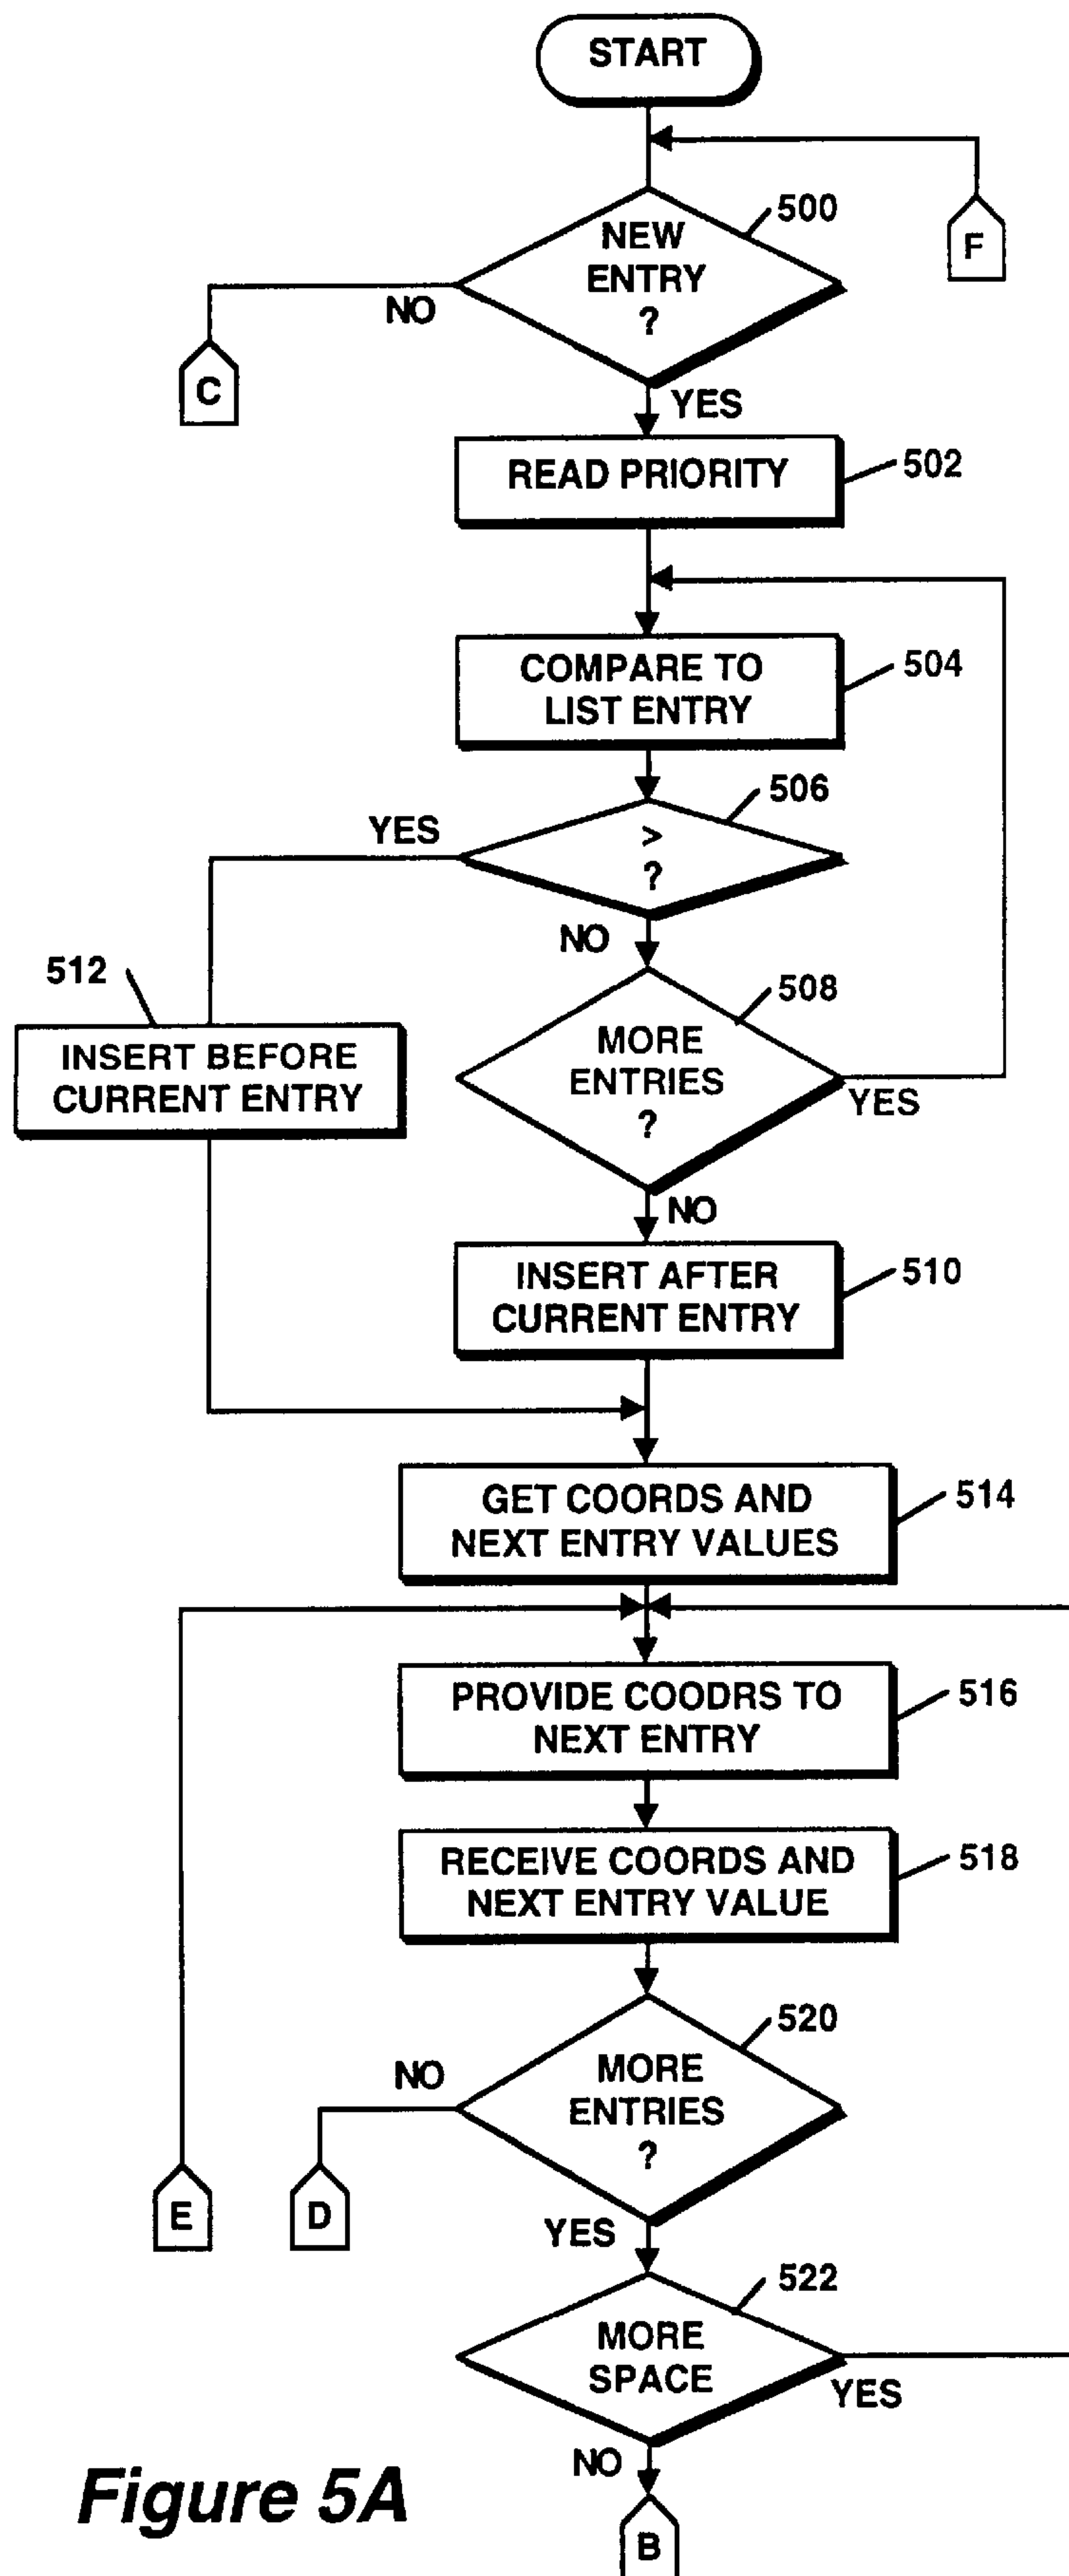 START
500
NEW
ENTRY
?
F
NO
C
YES
READ PRIORITY
502
COMPARE TO
LIST ENTRY
504
506
YES
>
?
NO
512
508
INSERT BEFORE
CURRENT ENTRY
MORE
ENTRIES
?
YES
NO
INSERT AFTER
CURRENT ENTRY
510
GET COORDS AND
NEXT ENTRY VALUES
514
PROVIDE COODRS TO
NEXT ENTRY
516
RECEIVE COORDS AND
NEXT ENTRY VALUE
518
520
NO
MORE
ENTRIES
?
E
D
YES
522
MORE
SPACE
YES
NO
Figure 5A
B